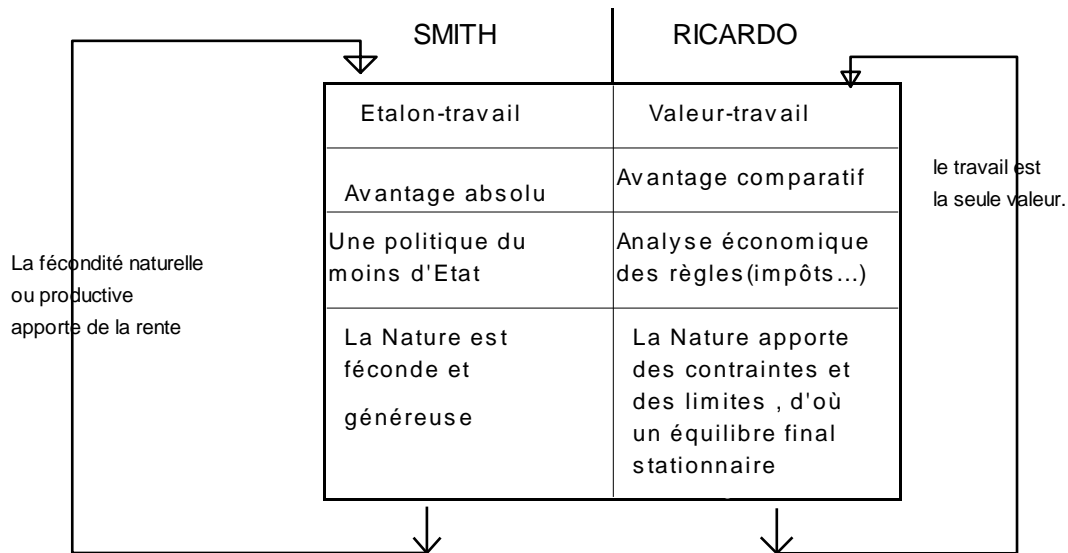 SMITH
RICARDO
Etalon-travail
Valeur-travail
Avantage absolu
Avantage comparatif
Une politique du
moins d'Etat
Analyse économique
des règles(impôts...)
La Nature est
féconde et
généreuse
La Nature apporte
des contraintes et
des limites , d'où
un équilibre final
stationnaire
La fécondité naturelle
ou productive
apporte de la rente
le travail est
la seule valeur.